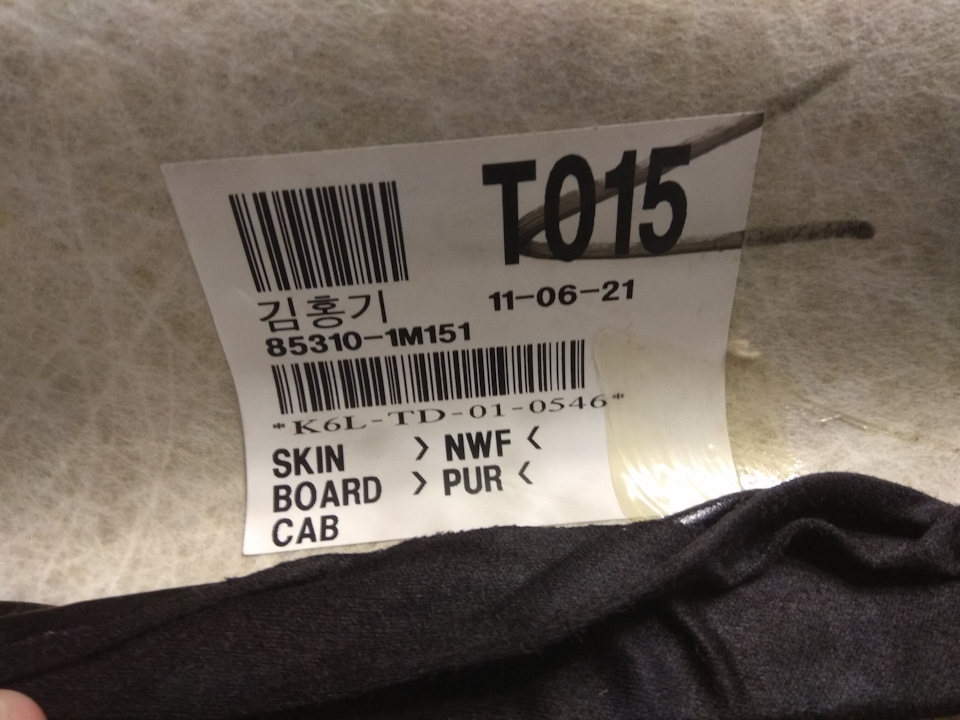 T015
김홍기 11-06-21
85310-1M151
*K6L-TD-01-0546*
SKIN > NWF <
BOARD > PUR <
CAB